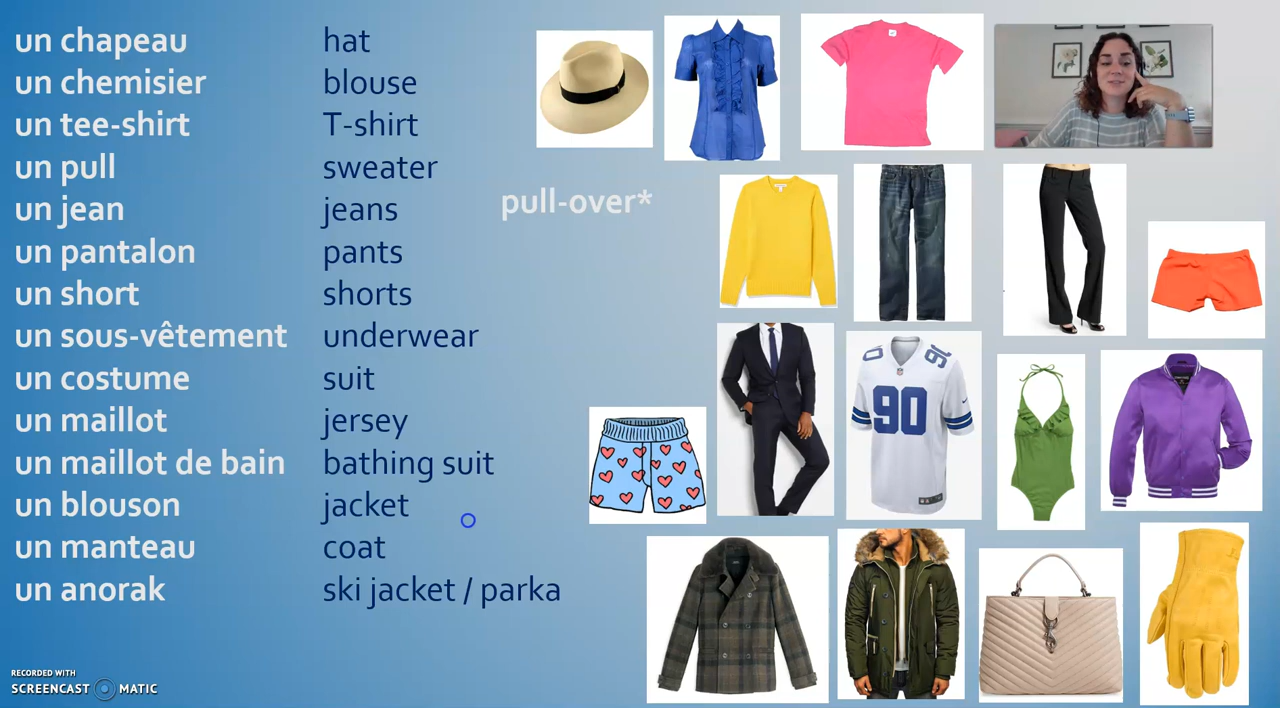 un chapeau hat
un chemisier blouse
un tee-shirt T-shirt
un pull sweater
pull-over*
un jean jeans
un pantalon pants
un short shorts
un sous-vêtement underwear
un costume suit
un maillot jersey
un maillot de bain bathing suit
un blouson jacket
un manteau coat
un anorak ski jacket / parka
90
90
90
RECORDED WITH
SCREENCAST MATIC